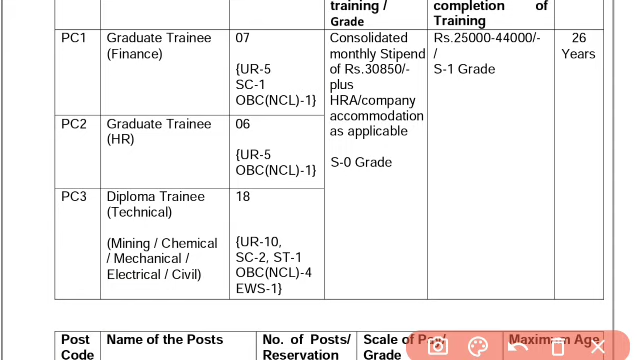 training / completion of
Grade Training
PC1 Graduate Trainee 07 Consolidated Rs.25000-44000/- 26
(Finance) monthly Stipend / Years
{UR-5 of Rs.30850/- S-1 Grade
SC-1 plus
OBC(NCL)-1} HRA/company
accommodation
PC2 Graduate Trainee 06 as applicable
(HR)
{UR-5 S-0 Grade
OBC(NCL)-1}
PC3 Diploma Trainee 18
(Technical)
(Mining / Chemical {UR-10,
/ Mechanical / SC-2, ST-1
Electrical / Civil) OBC(NCL)-4
EWS-1}
Post Name of the Posts No. of Posts/ Scale of Pay/ Maximum Age
Code Reservation Grade